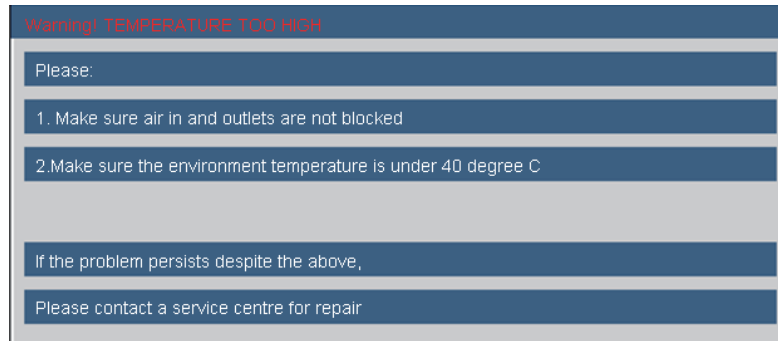 Warning! TEMPERATURE TOO HIGH
Please:
1. Make sure air in and outlets are not blocked
2.Make sure the environment temperature is under 40 degree C
If the problem persists despite the above,
Please contact a service centre for repair